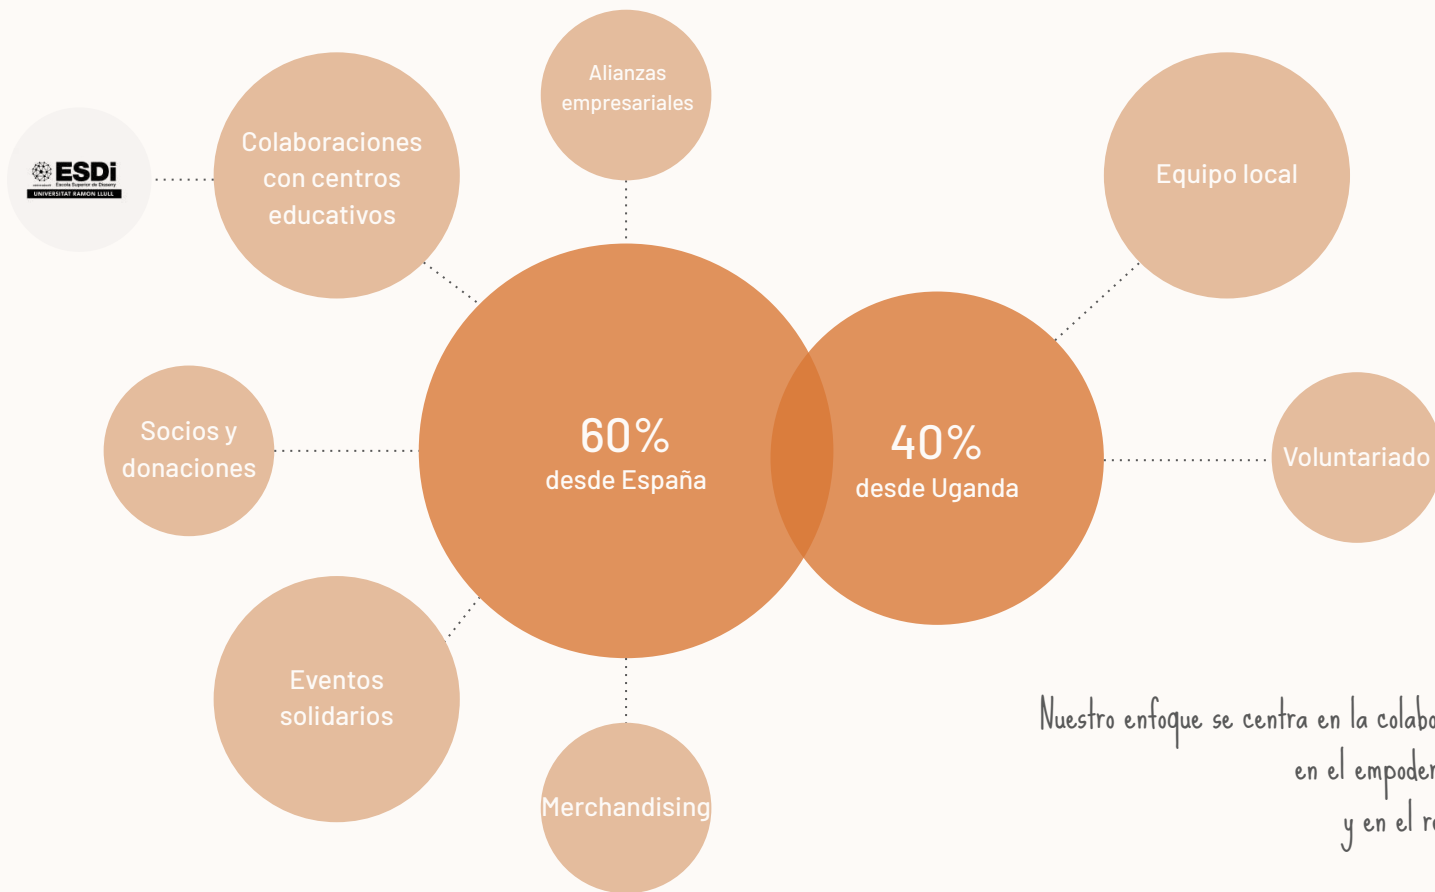 Alianzas
empresariales
Colaboraciones
con centros
educativos
ESDi
Escola Superior de Disseny
UNIVERSITAT RAMON LLULL
Equipo local
Socios y
donaciones
60%
desde España
40%
desde Uganda
Voluntariado
Eventos
solidarios
Merchandising
Nuestro enfoque se centra en la
en el
y en el